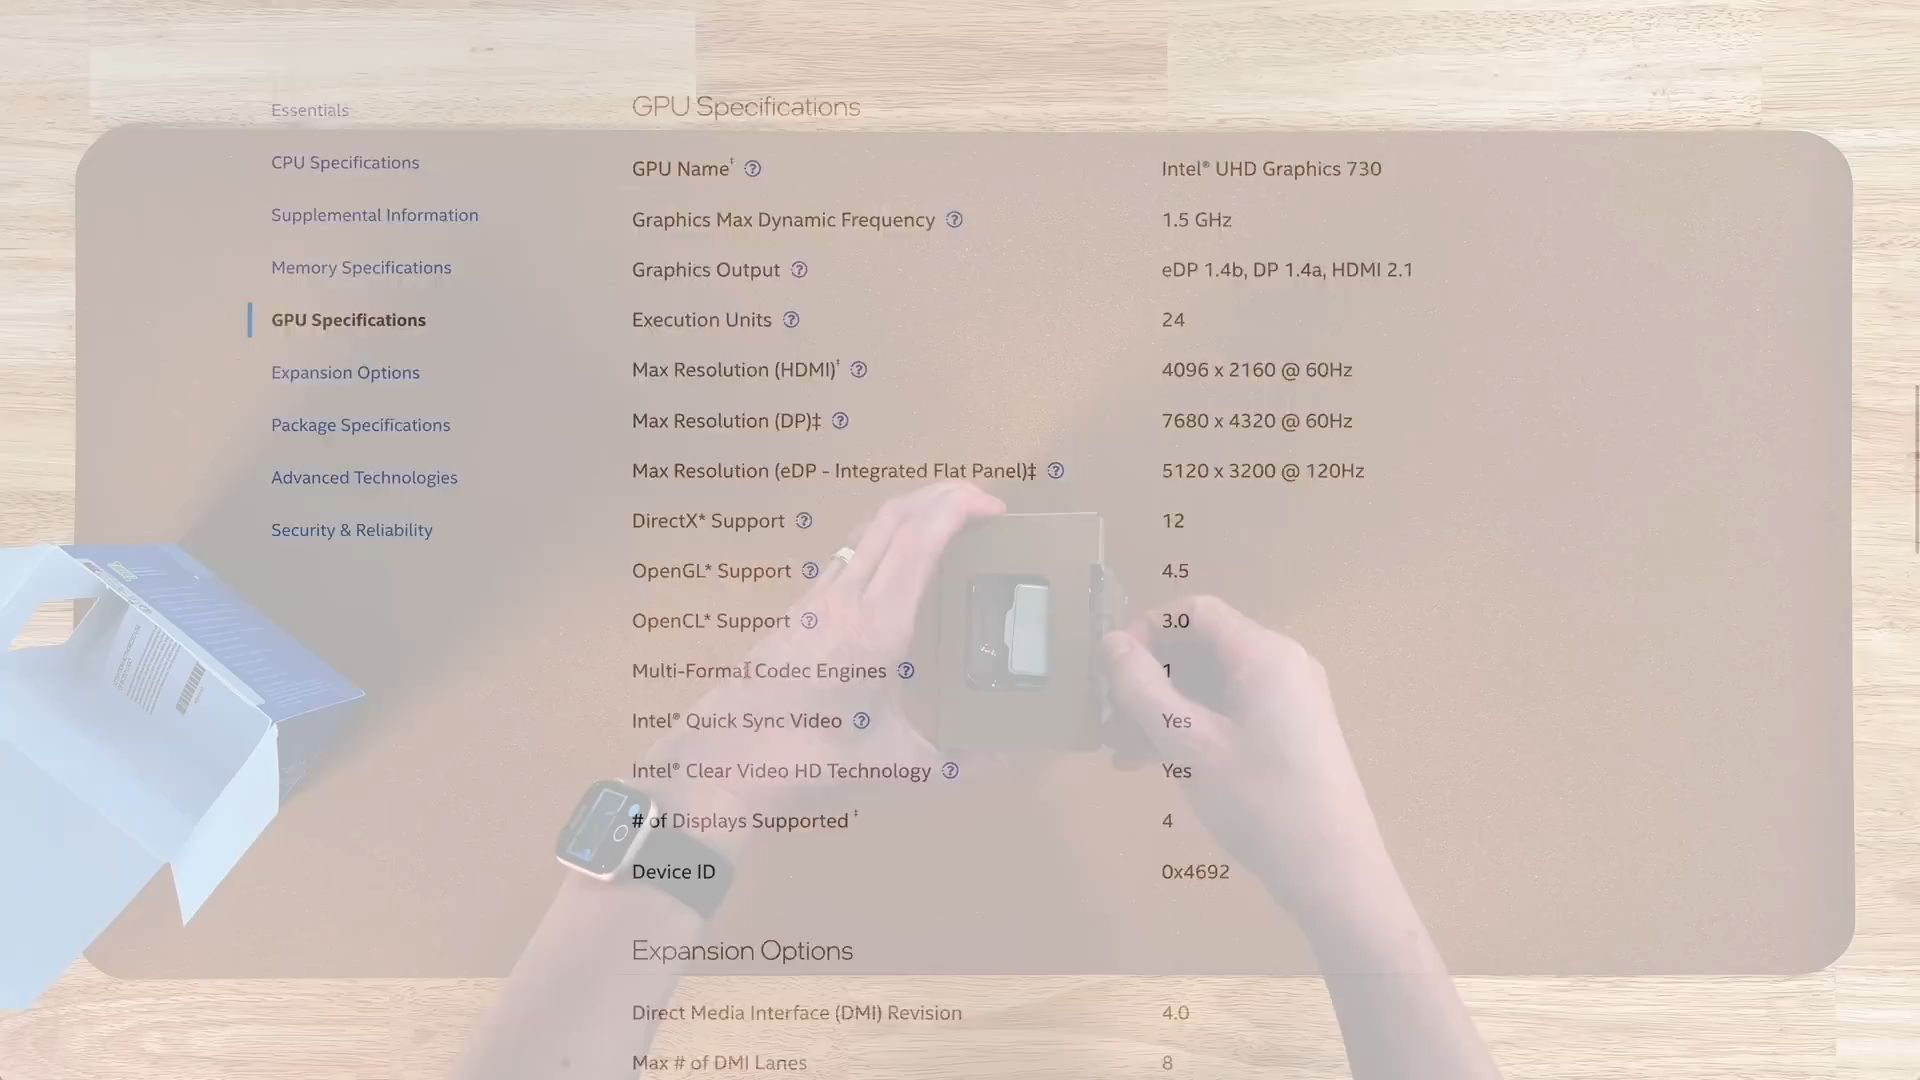 Essentials
CPU Specifications
Supplemental Information
Memory Specifications
GPU Specifications
Expansion Options
Package Specifications
Advanced Technologies
Security & Reliability
GPU Specifications
GPU Name‡ Intel® UHD Graphics 730
Graphics Max Dynamic Frequency 1.5 GHz
Graphics Output eDP 1.4b, DP 1.4a, HDMI 2.1
Execution Units 24
Max Resolution (HDMI)‡ 4096 x 2160 @ 60Hz
Max Resolution (DP)‡ 7680 x 4320 @ 60Hz
Max Resolution (eDP - Integrated Flat Panel)‡ 5120 x 3200 @ 120Hz
DirectX* Support 12
OpenGL* Support 4.5
OpenCL* Support 3.0
Multi-Format Codec Engines 1
Intel® Quick Sync Video Yes
Intel® Clear Video HD Technology Yes
# of Displays Supported ‡ 4
Device ID 0x4692
Expansion Options
Direct Media Interface (DMI) Revision 4.0
Max # of DMI Lanes 8